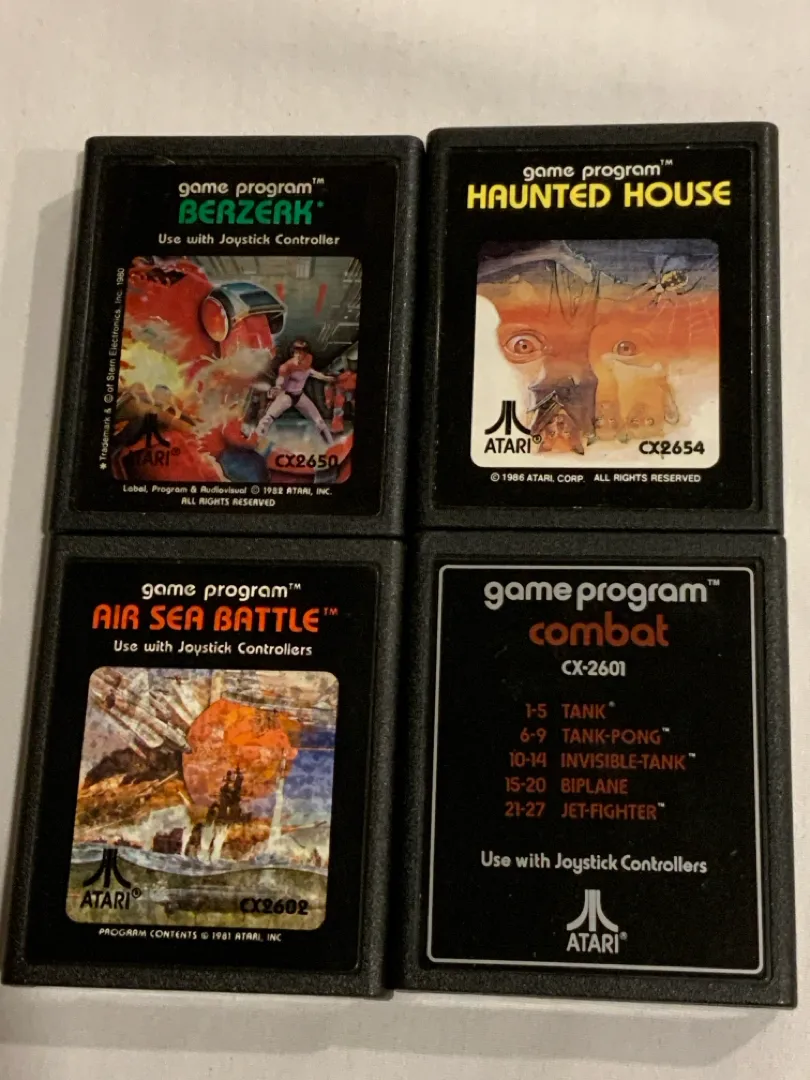 game program™
BERZERK*
Use with Joystick Controller
* Trademark & © of Stern Electronics, Inc. 1980
ATARI®
CX2650
Label, Program & Audiovisual © 1982 ATARI, INC.
ALL RIGHTS RESERVED
game program™
HAUNTED HOUSE
ATARI®
CX2654
© 1986 ATARI, CORP. ALL RIGHTS RESERVED
game program™
AIR SEA BATTLE™
Use with Joystick Controllers
ATARI®
CX2602
PROGRAM CONTENTS © 1981 ATARI, INC
game program™
combat
CX-2601
1-5 TANK®
6-9 TANK-PONG™
10-14 INVISIBLE-TANK™
15-20 BIPLANE
21-27 JET-FIGHTER™
Use with Joystick Controllers
ATARI®